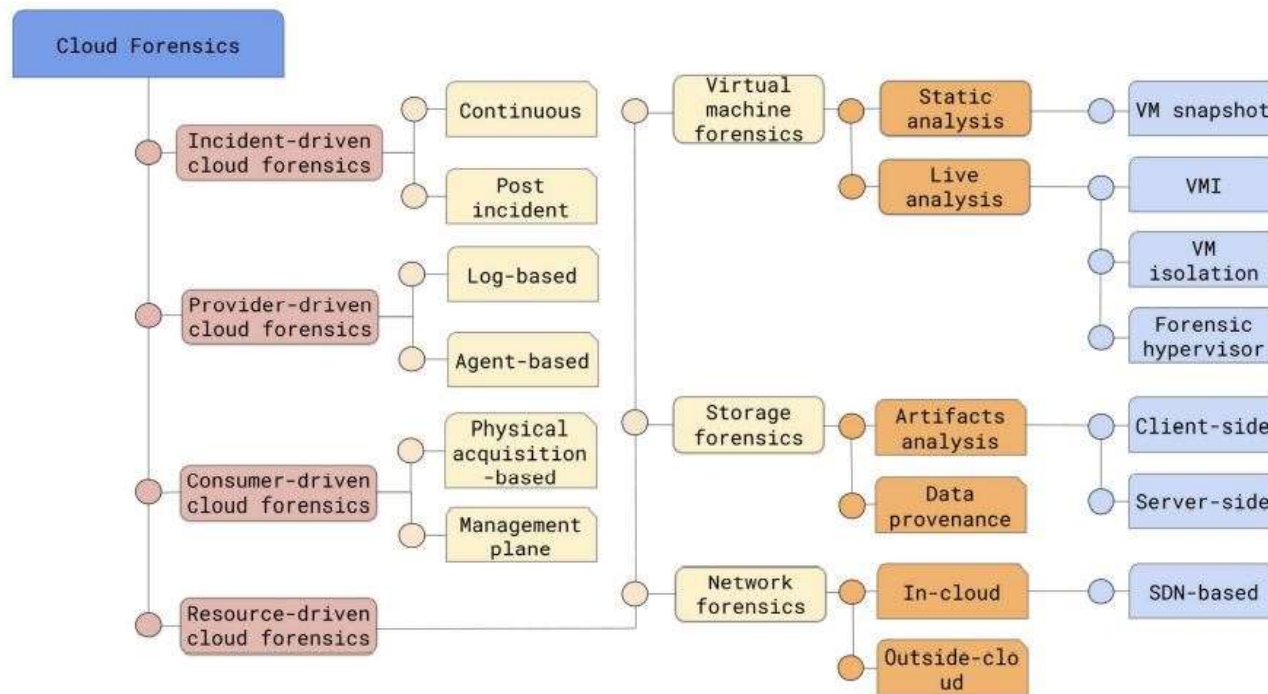 Cloud Forensics
Incident-driven
cloud forensics
Continuous
Post
incident
Provider-driven
cloud forensics
Log-based
Agent-based
Consumer-driven
cloud forensics
Physical
acquisition
-based
Management
plane
Resource-driven
cloud forensics
Virtual
machine
forensics
Static
analysis
VM snapshot
Live
analysis
VMI
VM
isolation
Forensic
hypervisor
Storage
forensics
Artifacts
analysis
Client-side
Server-side
Data
provenance
Network
forensics
In-cloud
SDN-based
Outside-clo
ud